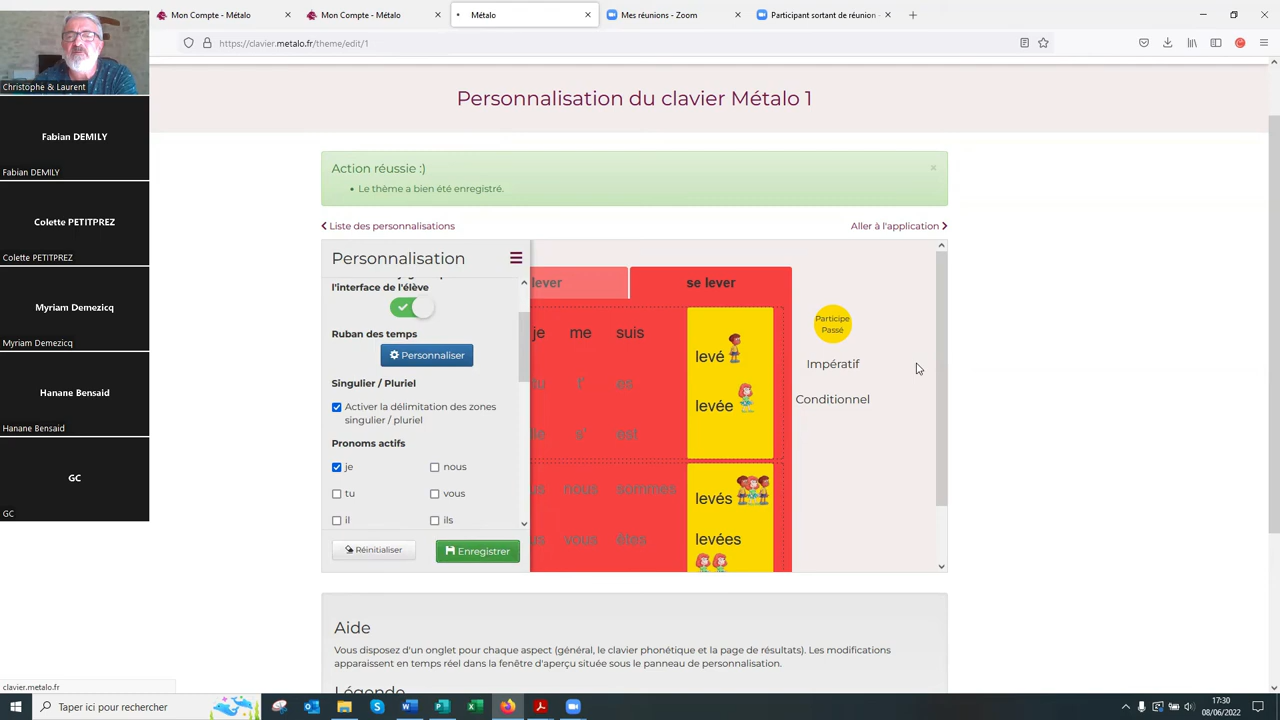 Mon Compte - Métalo
Mon Compte - Métalo
Métalo
Mes réunions - Zoom
Participant sortant de réunion -
https://clavier.metalo.fr/theme/edit/1
Christophe & Laurent
Fabian DEMILY
Fabian DEMILY
Colette PETITPREZ
Colette PETITPREZ
Myriam Demezicq
Myriam Demezicq
Hanane Bensaid
Hanane Bensaid
GC
GC
Personnalisation du clavier Métalo 1
Action réussie :)
• Le thème a bien été enregistré.
Liste des personnalisations
Aller à l'application
Personnalisation
l'interface de l'élève
Ruban des temps
Personnaliser
Singulier / Pluriel
Activer la délimitation des zones
singulier / pluriel
Pronoms actifs
je nous
tu vous
il ils
Réinitialiser Enregistrer
lever se lever
je me suis levé
tu t' es
levée
lle s' est
us nous sommes levés
us vous êtes levées
Participe
Passé
Impératif
Conditionnel
Aide
Vous disposez d'un onglet pour chaque aspect (général, le clavier phonétique et la page de résultats). Les modifications
apparaissent en temps réel dans la fenêtre d'aperçu située sous le panneau de personnalisation.
Légende
clavier.metalo.fr
Taper ici pour rechercher
17:30
08/06/2022